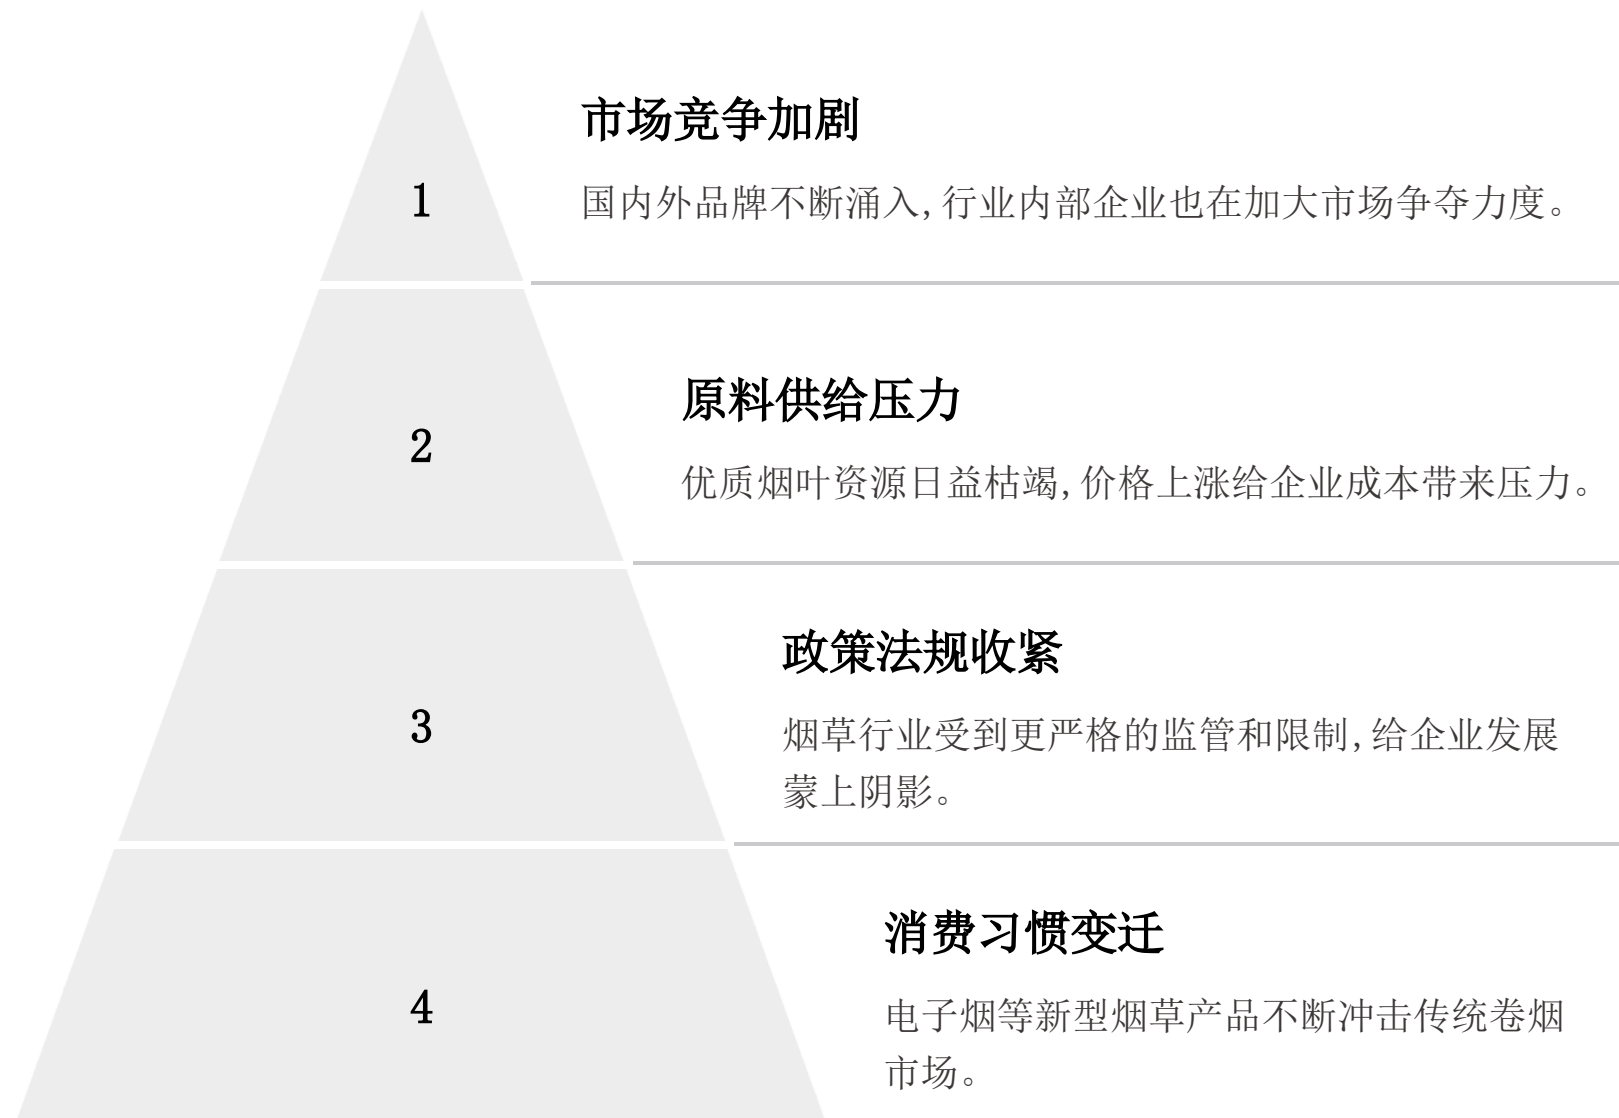 1
市场竞争加剧
国内外品牌不断涌入,行业内部企业也在加大市场争夺力度。
2
原料供给压力
优质烟叶资源日益枯竭,价格上涨给企业成本带来压力。
3
政策法规收紧
烟草行业受到更严格的监管和限制,给企业发展
蒙上阴影。
4
消费习惯变迁
电子烟等新型烟草产品不断冲击传统卷烟
市场。